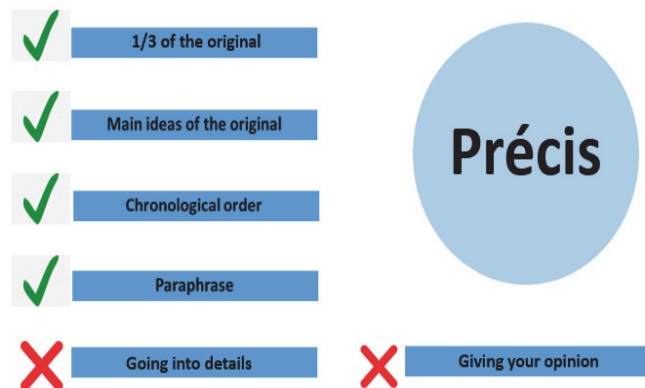 1/3 of the original
Main ideas of the original
Précis
Chronological order
Paraphrase
Going into details
Giving your opinion